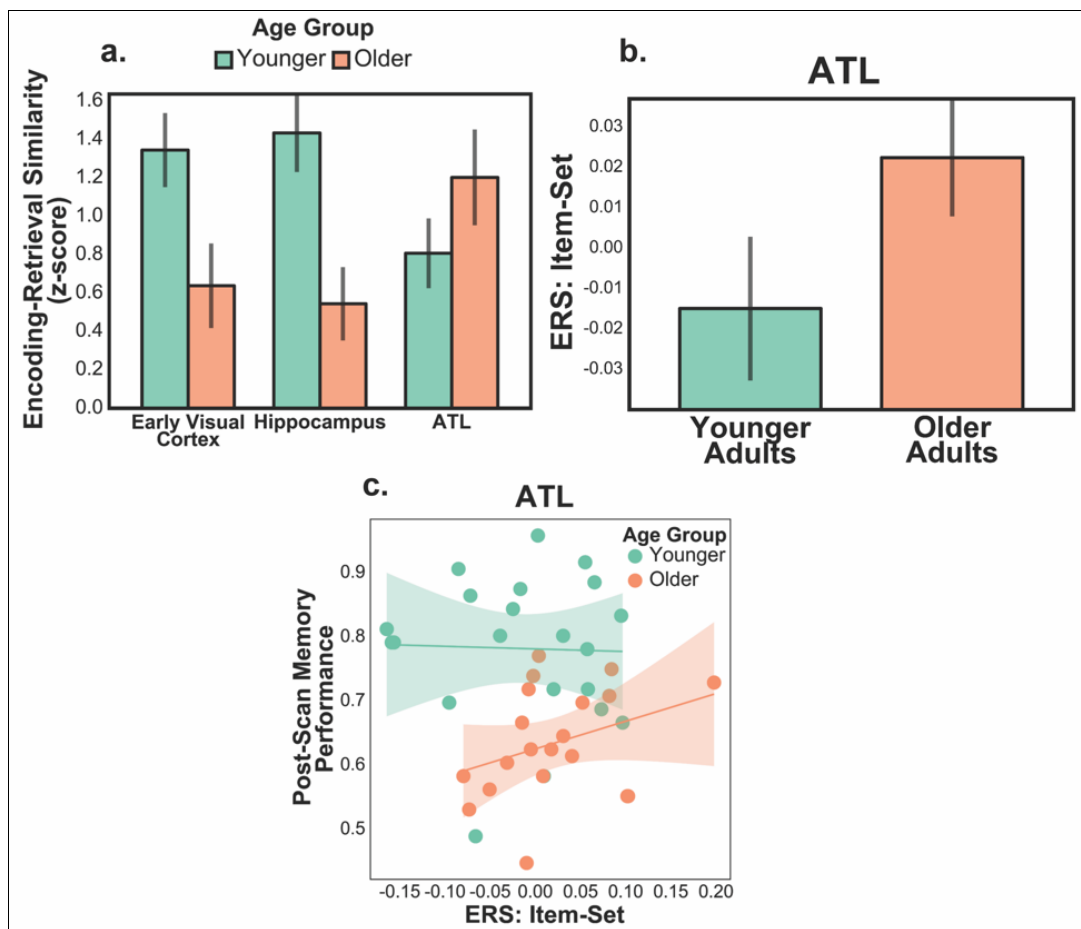 a.
Age Group
Younger Older
Encoding-Retrieval Similarity
(z-score)
1.6
1.4
1.2
1.0
0.8
0.6
0.4
0.2
0.0
Early Visual
Cortex
Hippocampus
ATL
b.
ATL
ERS: Item-Set
0.03
0.02
0.01
0.00
-0.01
-0.02
-0.03
Younger
Adults
Older
Adults
c.
ATL
Age Group
Younger
Older
Post-Scan Memory
Performance
0.9
0.8
0.7
0.6
0.5
-0.15 -0.10 -0.05 0.00 0.05 0.10 0.15 0.20
ERS: Item-Set